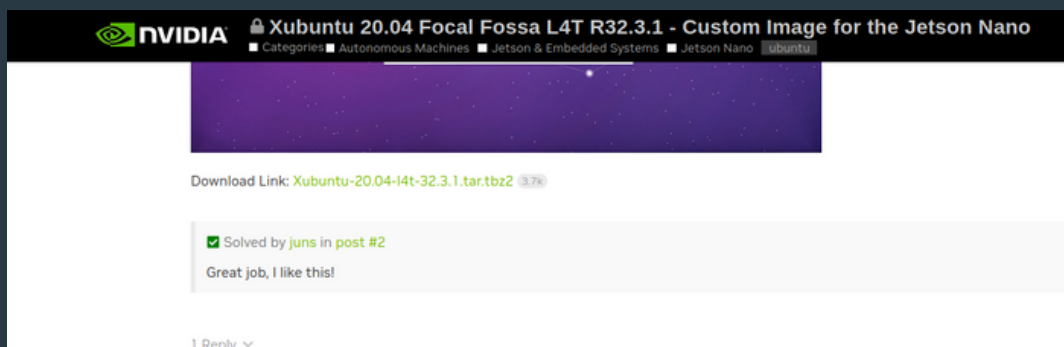 NVIDIA Xubuntu 20.04 Focal Fossa L4T R32.3.1 - Custom Image for the Jetson Nano
Categories Autonomous Machines Jetson & Embedded Systems Jetson Nano ubuntu
Download Link: Xubuntu-20.04-l4t-32.3.1.tar.tbz2 3.7k
Solved by juns in post #2
Great job, I like this!
1 Reply